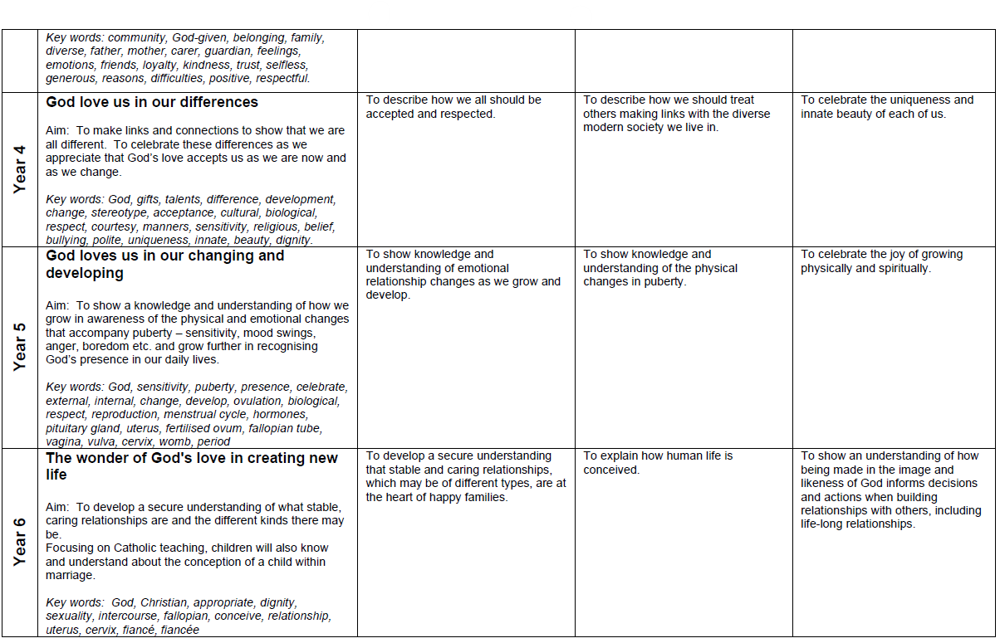 Key words: community, God-given, belonging, family,
diverse, father, mother, carer, guardian, feelings,
emotions, friends, loyalty, kindness, trust, selfless,
generous, reasons, difficulties, positive, respectful.
Year 4
God love us in our differences
Aim:  To make links and connections to show that we are
all different.  To celebrate these differences as we
appreciate that God's love accepts us as we are now and
as we change.
Key words: God, gifts, talents, difference, development,
change, stereotype, acceptance, cultural, biological,
respect, courtesy, manners, sensitivity, religious, belief,
bullying, polite, uniqueness, innate, beauty, dignity.
To describe how we all should be
accepted and respected.
To describe how we should treat
others making links with the diverse
modern society we live in.
To celebrate the uniqueness and
innate beauty of each of us.
Year 5
God loves us in our changing and
developing
Aim:  To show a knowledge and understanding of how we
grow in awareness of the physical and emotional changes
that accompany puberty – sensitivity, mood swings,
anger, boredom etc. and grow further in recognising
God's presence in our daily lives.
Key words: God, sensitivity, puberty, presence, celebrate,
external, internal, change, develop, ovulation, biological,
respect, reproduction, menstrual cycle, hormones,
pituitary gland, uterus, fertilised ovum, fallopian tube,
vagina, vulva, cervix, womb, period
To show knowledge and
understanding of emotional
relationship changes as we grow and
develop.
To show knowledge and
understanding of the physical
changes in puberty.
To celebrate the joy of growing
physically and spiritually.
Year 6
The wonder of God's love in creating new
life
Aim:  To develop a secure understanding of what stable,
caring relationships are and the different kinds there may
be.
Focusing on Catholic teaching, children will also know
and understand about the conception of a child within
marriage.
Key words:  God, Christian, appropriate, dignity,
sexuality, intercourse, fallopian, conceive, relationship,
uterus, cervix, fiancé, fiancée
To develop a secure understanding
that stable and caring relationships,
which may be of different types, are at
the heart of happy families.
To explain how human life is
conceived.
To show an understanding of how
being made in the image and
likeness of God informs decisions
and actions when building
relationships with others, including
life-long relationships.